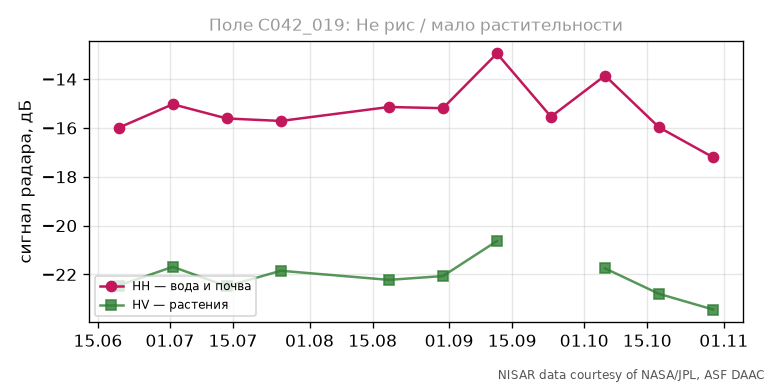 Поле C042_019: Не рис / мало растительности
сигнал радара, дБ
−14
−16
−18
−20
−22
HH — вода и почва
HV — растения
15.06 01.07 15.07 01.08 15.08 01.09 15.09 01.10 15.10 01.11
NISAR data courtesy of NASA/JPL, ASF DAAC